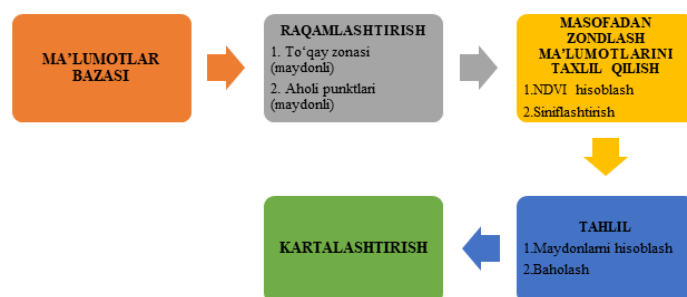 MA’LUMOTLAR
BAZASI
RAQAMLASHTIRISH
1. To‘qay zonasi
(maydonli)
2. Aholi punktlari
(maydonli)
MASOFADAN
ZONDLASH
MA’LUMOTLARINI
TAXLIL QILISH
1.NDVI hisoblash
2.Siniflashtirish
TAHLIL
1.Maydonlarni hisoblash
2.Baholash
KARTALASHTIRISH